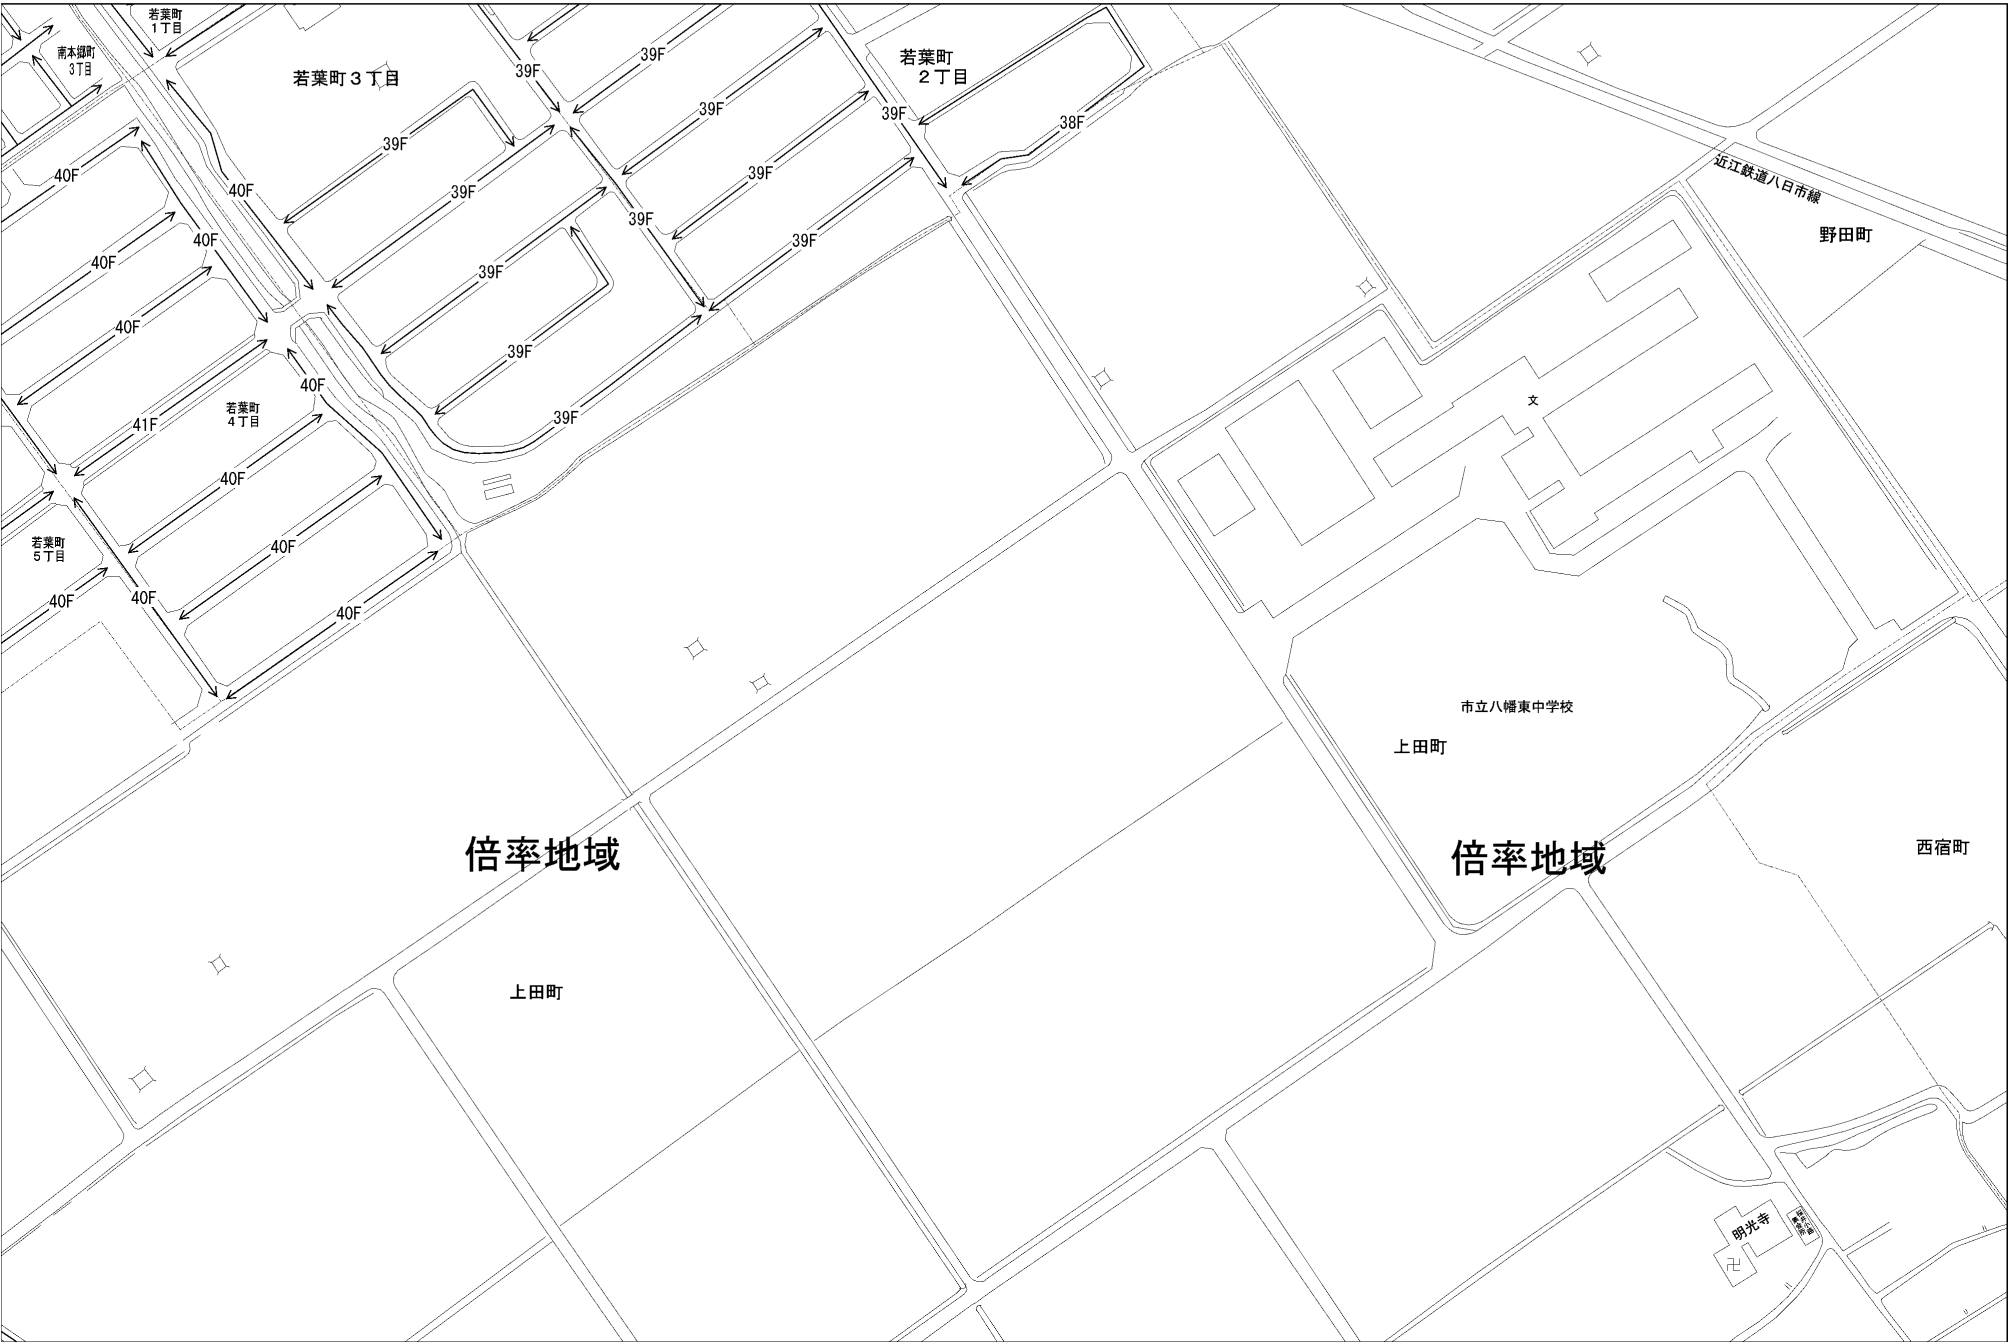 若葉町
1丁目
南本郷町
3丁目
若葉町3丁目
若葉町
2丁目
39F
39F
39F
39F
39F
38F
39F
40F
40F
39F
39F
39F
40F
40F
39F
39F
39F
40F
39F
40F
39F
41F
若葉町
4丁目
40F
若葉町
5丁目
40F
40F
40F
40F
近江鉄道八日市線
野田町
文
市立八幡東中学校
上田町
倍率地域
倍率地域
西宿町
上田町
明光寺